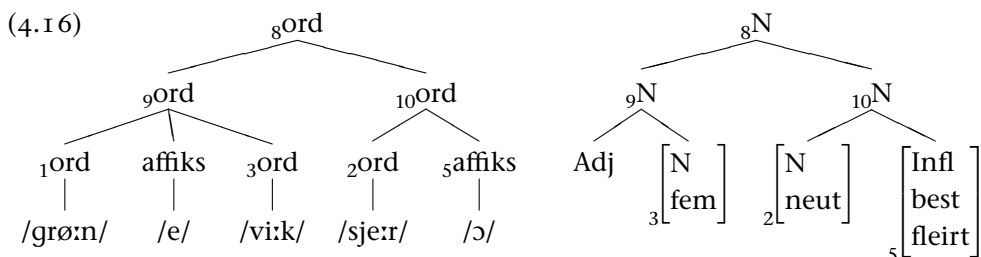 (4.16) ₈ord ₈N
₉ord ₁₀ord ₉N ₁₀N
₁ord affiks ₃ord ₂ord ₅affiks Adj ₃[N fem] ₂[N neut] ₅[Infl best fleirt]
/ɡrøːn/ /e/ /viːk/ /sjeːr/ /ɔ/